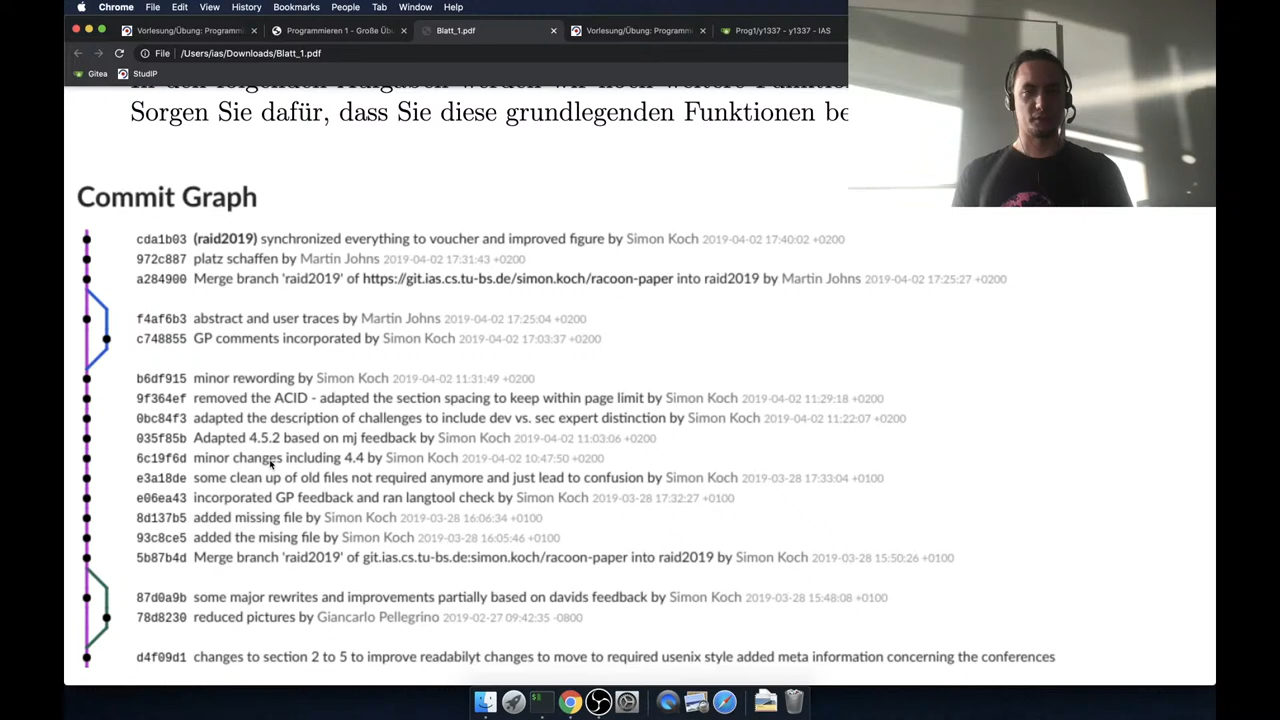 Chrome File Edit View History Bookmarks People Tab Window Help
Vorlesung/Übung: Programmi
Programmieren 1 - Große Üb
Blatt_1.pdf
Vorlesung/Übung: Programmi
Prog1/y1337 - y1337 - IAS
File /Users/ias/Downloads/Blatt_1.pdf
Gitea StudIP
In den folgenden Aufgaben werden wir noch weitere Funktio
Sorgen Sie dafür, dass Sie diese grundlegenden Funktionen be
Commit Graph
cda1b03 (raid2019) synchronized everything to voucher and improved figure by Simon Koch 2019-04-02 17:40:02 +0200
972c887 platz schaffen by Martin Johns 2019-04-02 17:31:43 +0200
a284900 Merge branch 'raid2019' of https://git.ias.cs.tu-bs.de/simon.koch/racoon-paper into raid2019 by Martin Johns 2019-04-02 17:25:27 +0200
f4af6b3 abstract and user traces by Martin Johns 2019-04-02 17:25:04 +0200
c748855 GP comments incorporated by Simon Koch 2019-04-02 17:03:37 +0200
b6df915 minor rewording by Simon Koch 2019-04-02 11:31:49 +0200
9f364ef removed the ACID - adapted the section spacing to keep within page limit by Simon Koch 2019-04-02 11:29:18 +0200
0bc84f3 adapted the description of challenges to include dev vs. sec expert distinction by Simon Koch 2019-04-02 11:22:07 +0200
035f85b Adapted 4.5.2 based on mj feedback by Simon Koch 2019-04-02 11:03:06 +0200
6c19f6d minor changes including 4.4 by Simon Koch 2019-04-02 10:47:50 +0200
e3a18de some clean up of old files not required anymore and just lead to confusion by Simon Koch 2019-03-28 17:33:04 +0100
e06ea43 incorporated GP feedback and ran langtool check by Simon Koch 2019-03-28 17:32:27 +0100
8d137b5 added missing file by Simon Koch 2019-03-28 16:06:34 +0100
93c8ce5 added the mising file by Simon Koch 2019-03-28 16:05:46 +0100
5b87b4d Merge branch 'raid2019' of git.ias.cs.tu-bs.de:simon.koch/racoon-paper into raid2019 by Simon Koch 2019-03-28 15:50:26 +0100
87d0a9b some major rewrites and improvements partially based on davids feedback by Simon Koch 2019-03-28 15:48:08 +0100
78d8230 reduced pictures by Giancarlo Pellegrino 2019-02-27 09:42:35 -0800
d4f09d1 changes to section 2 to 5 to improve readabilyt changes to move to required usenix style added meta information concerning the conferences